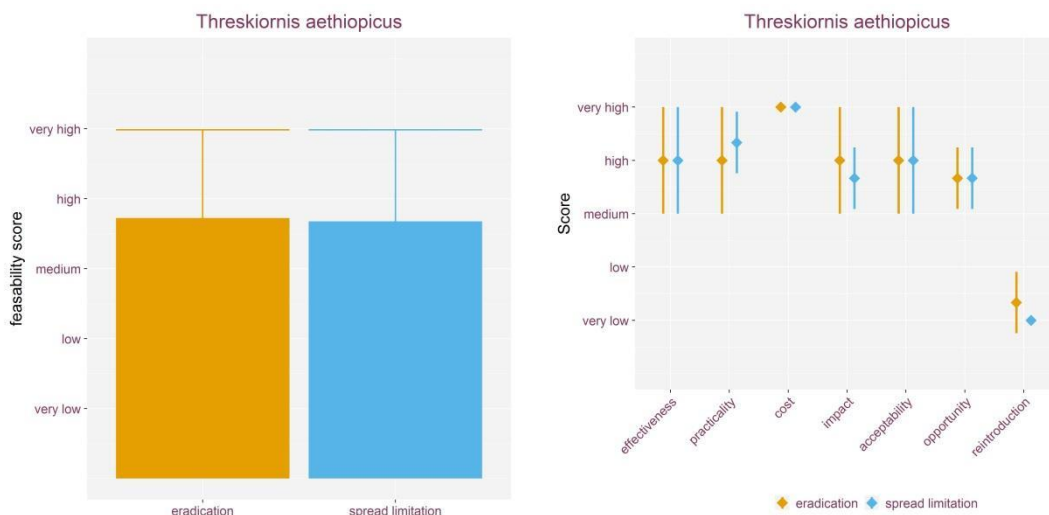 Threskiornis aethiopicus
feasability score
very high
high
medium
low
very low
eradication
spread limitation
Threskiornis aethiopicus
Score
very high
high
medium
low
very low
effectiveness
practicality
cost
impact
acceptability
opportunity
reintroduction
eradication
spread limitation